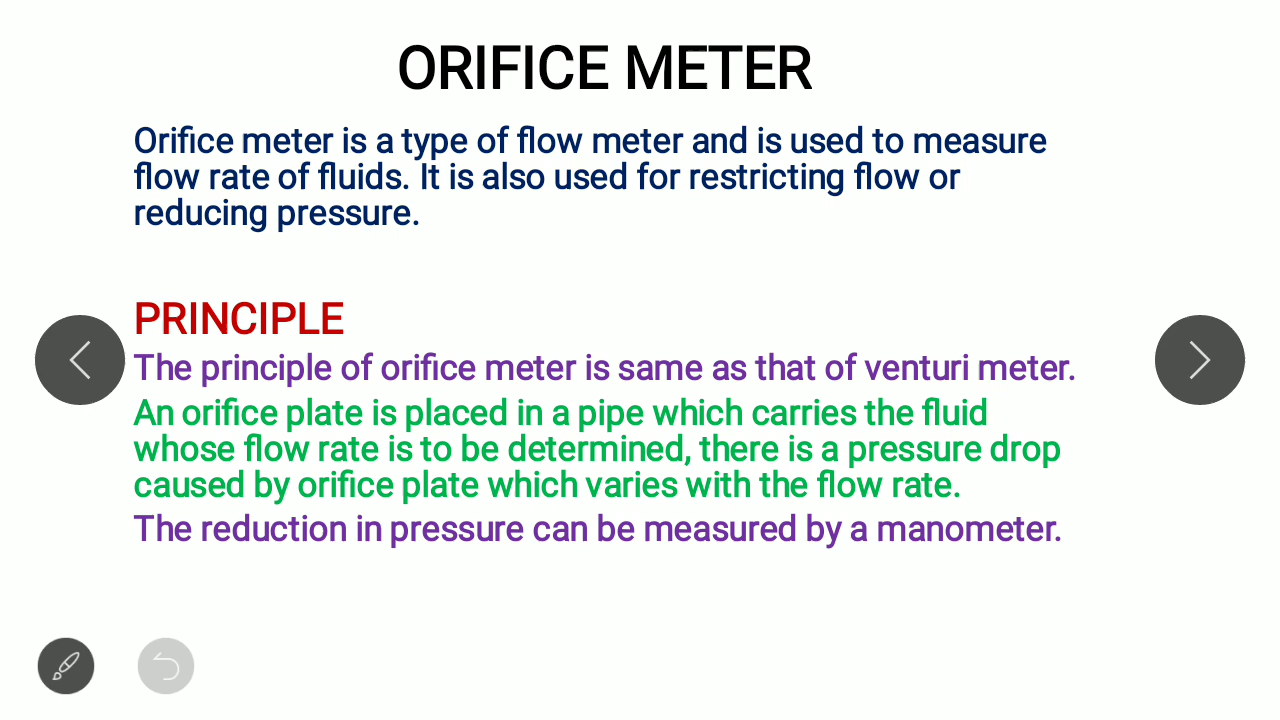 ORIFICE METER
Orifice meter is a type of flow meter and is used to measure
flow rate of fluids. It is also used for restricting flow or
reducing pressure.
PRINCIPLE
The principle of orifice meter is same as that of venturi meter.
An orifice plate is placed in a pipe which carries the fluid
whose flow rate is to be determined, there is a pressure drop
caused by orifice plate which varies with the flow rate.
The reduction in pressure can be measured by a manometer.